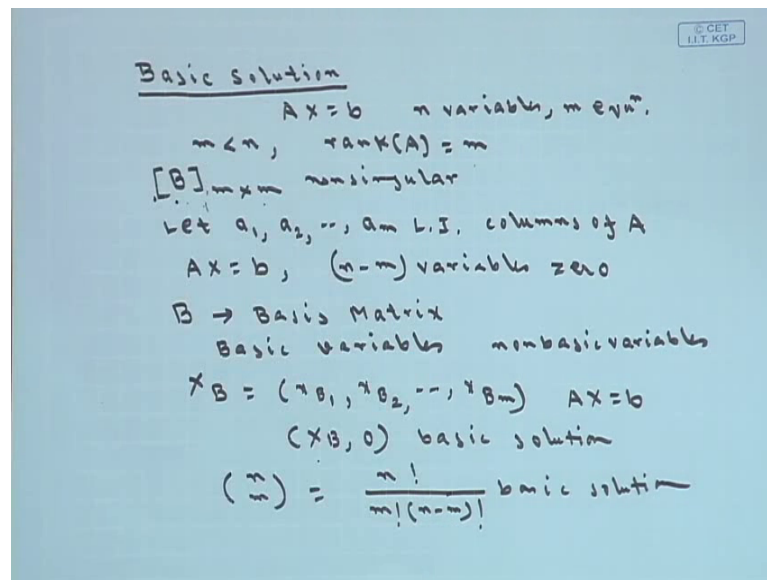 © CET
I.I.T. KGP
Basic solution
AX = b n variables, m eqnⁿ.
m < n, rank(A) = m
[B] m×m nonsingular
Let a₁, a₂, --, am L.I. columns of A
AX = b, (n-m) variables zero
B → Basis Matrix
Basic variables nonbasic variables
XB = (xB₁, xB₂, --, xBm) AX = b
(XB, 0) basic solution
(n m) = n! / m!(n-m)! basic solution